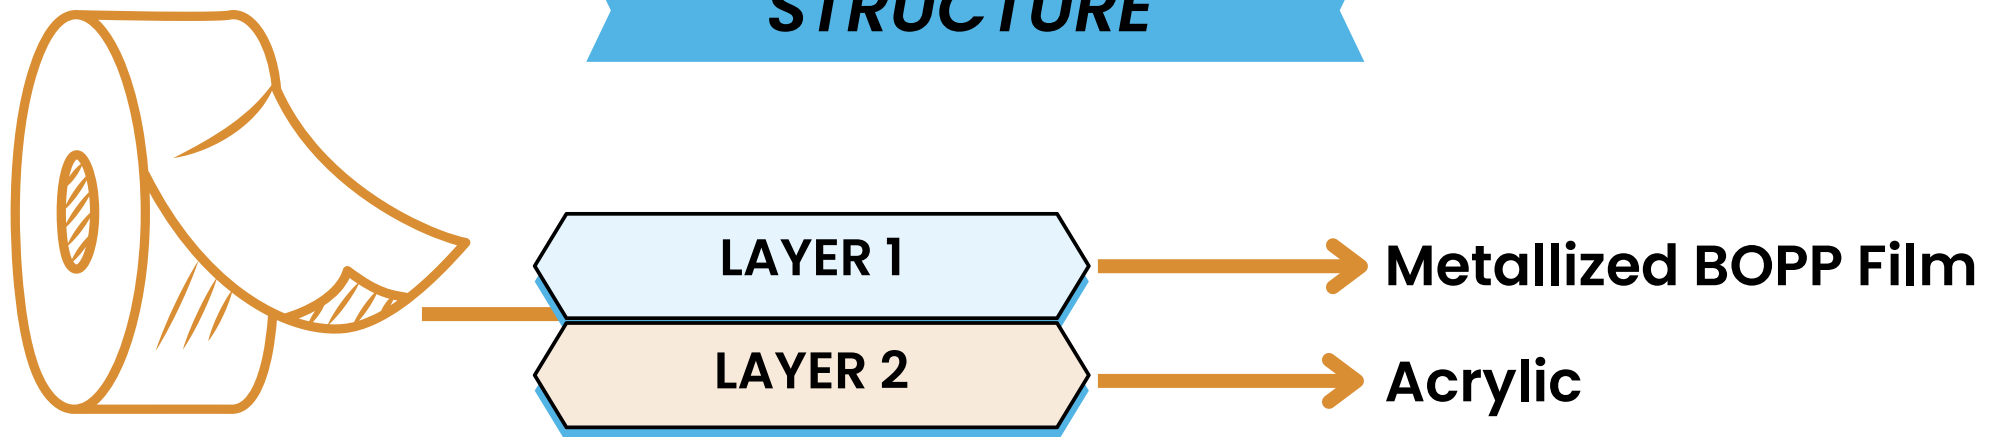 STRUCTURE
LAYER 1
Metallized BOPP Film
LAYER 2
Acrylic